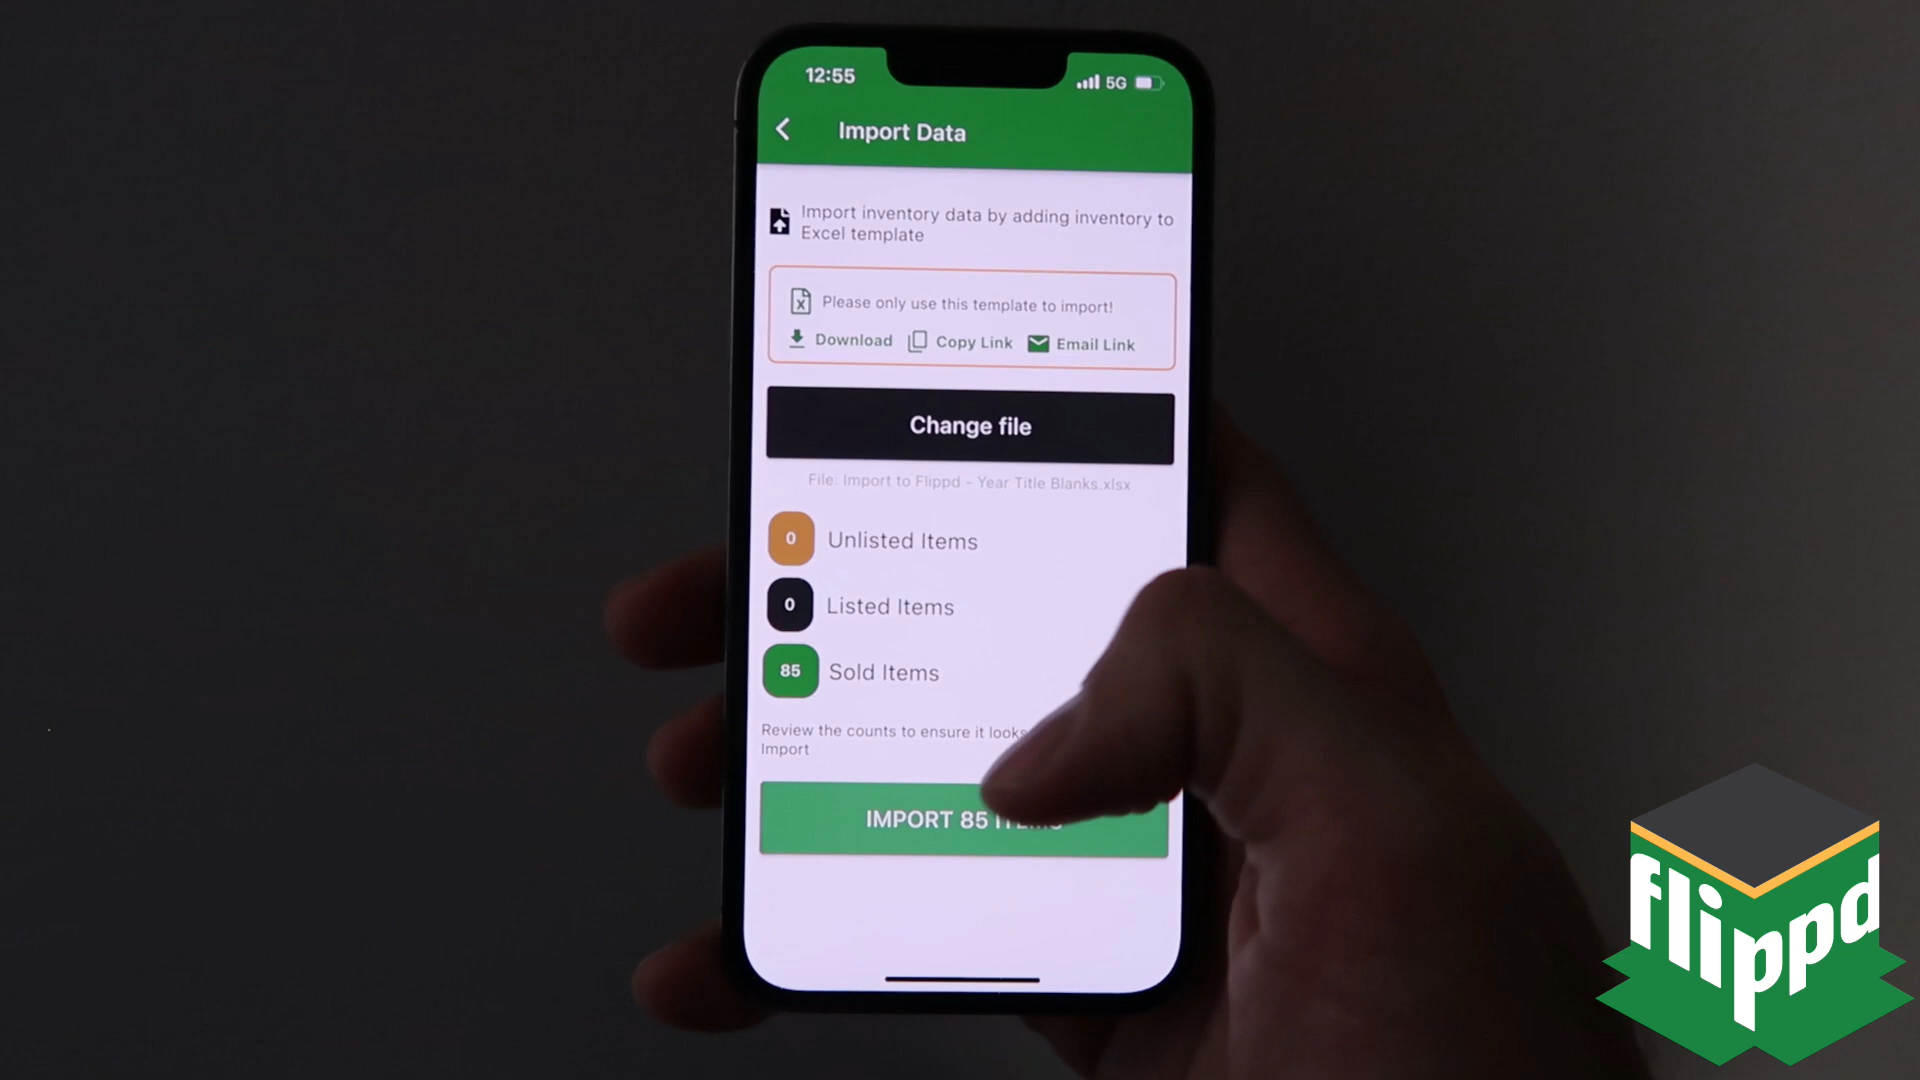 12:55
5G
Import Data
Import inventory data by adding inventory to
Excel template
Please only use this template to import!
Download
Copy Link
Email Link
Change file
File: Import to Flippd - Year Title Blanks.xlsx
0
Unlisted Items
0
Listed Items
85
Sold Items
Review the counts to ensure it looks
Import
IMPORT 85 ITEMS
flippd